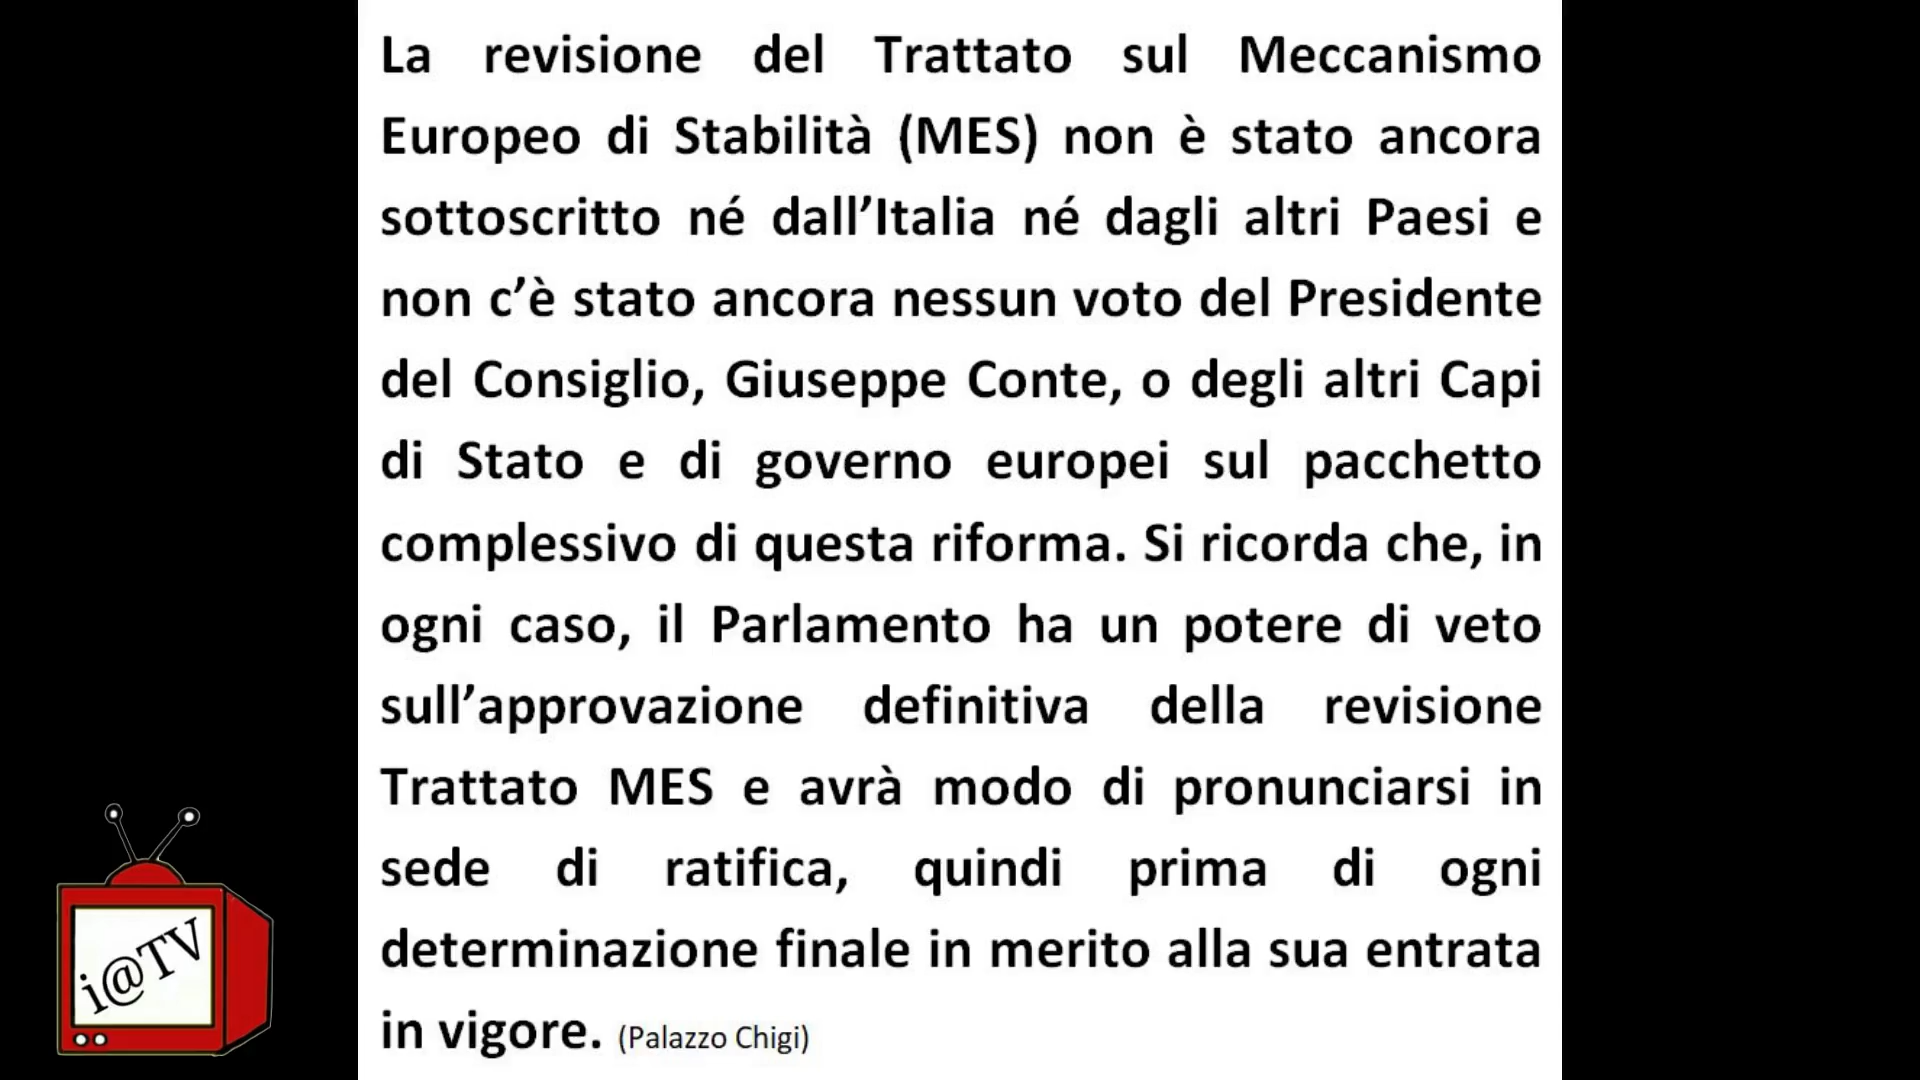 La revisione del Trattato sul Meccanismo
Europeo di Stabilità (MES) non è stato ancora
sottoscritto né dall’Italia né dagli altri Paesi e
non c’è stato ancora nessun voto del Presidente
del Consiglio, Giuseppe Conte, o degli altri Capi
di Stato e di governo europei sul pacchetto
complessivo di questa riforma. Si ricorda che, in
ogni caso, il Parlamento ha un potere di veto
sull’approvazione definitiva della revisione
Trattato MES e avrà modo di pronunciarsi in
sede di ratifica, quindi prima di ogni
determinazione finale in merito alla sua entrata
in vigore. (Palazzo Chigi)
i@TV